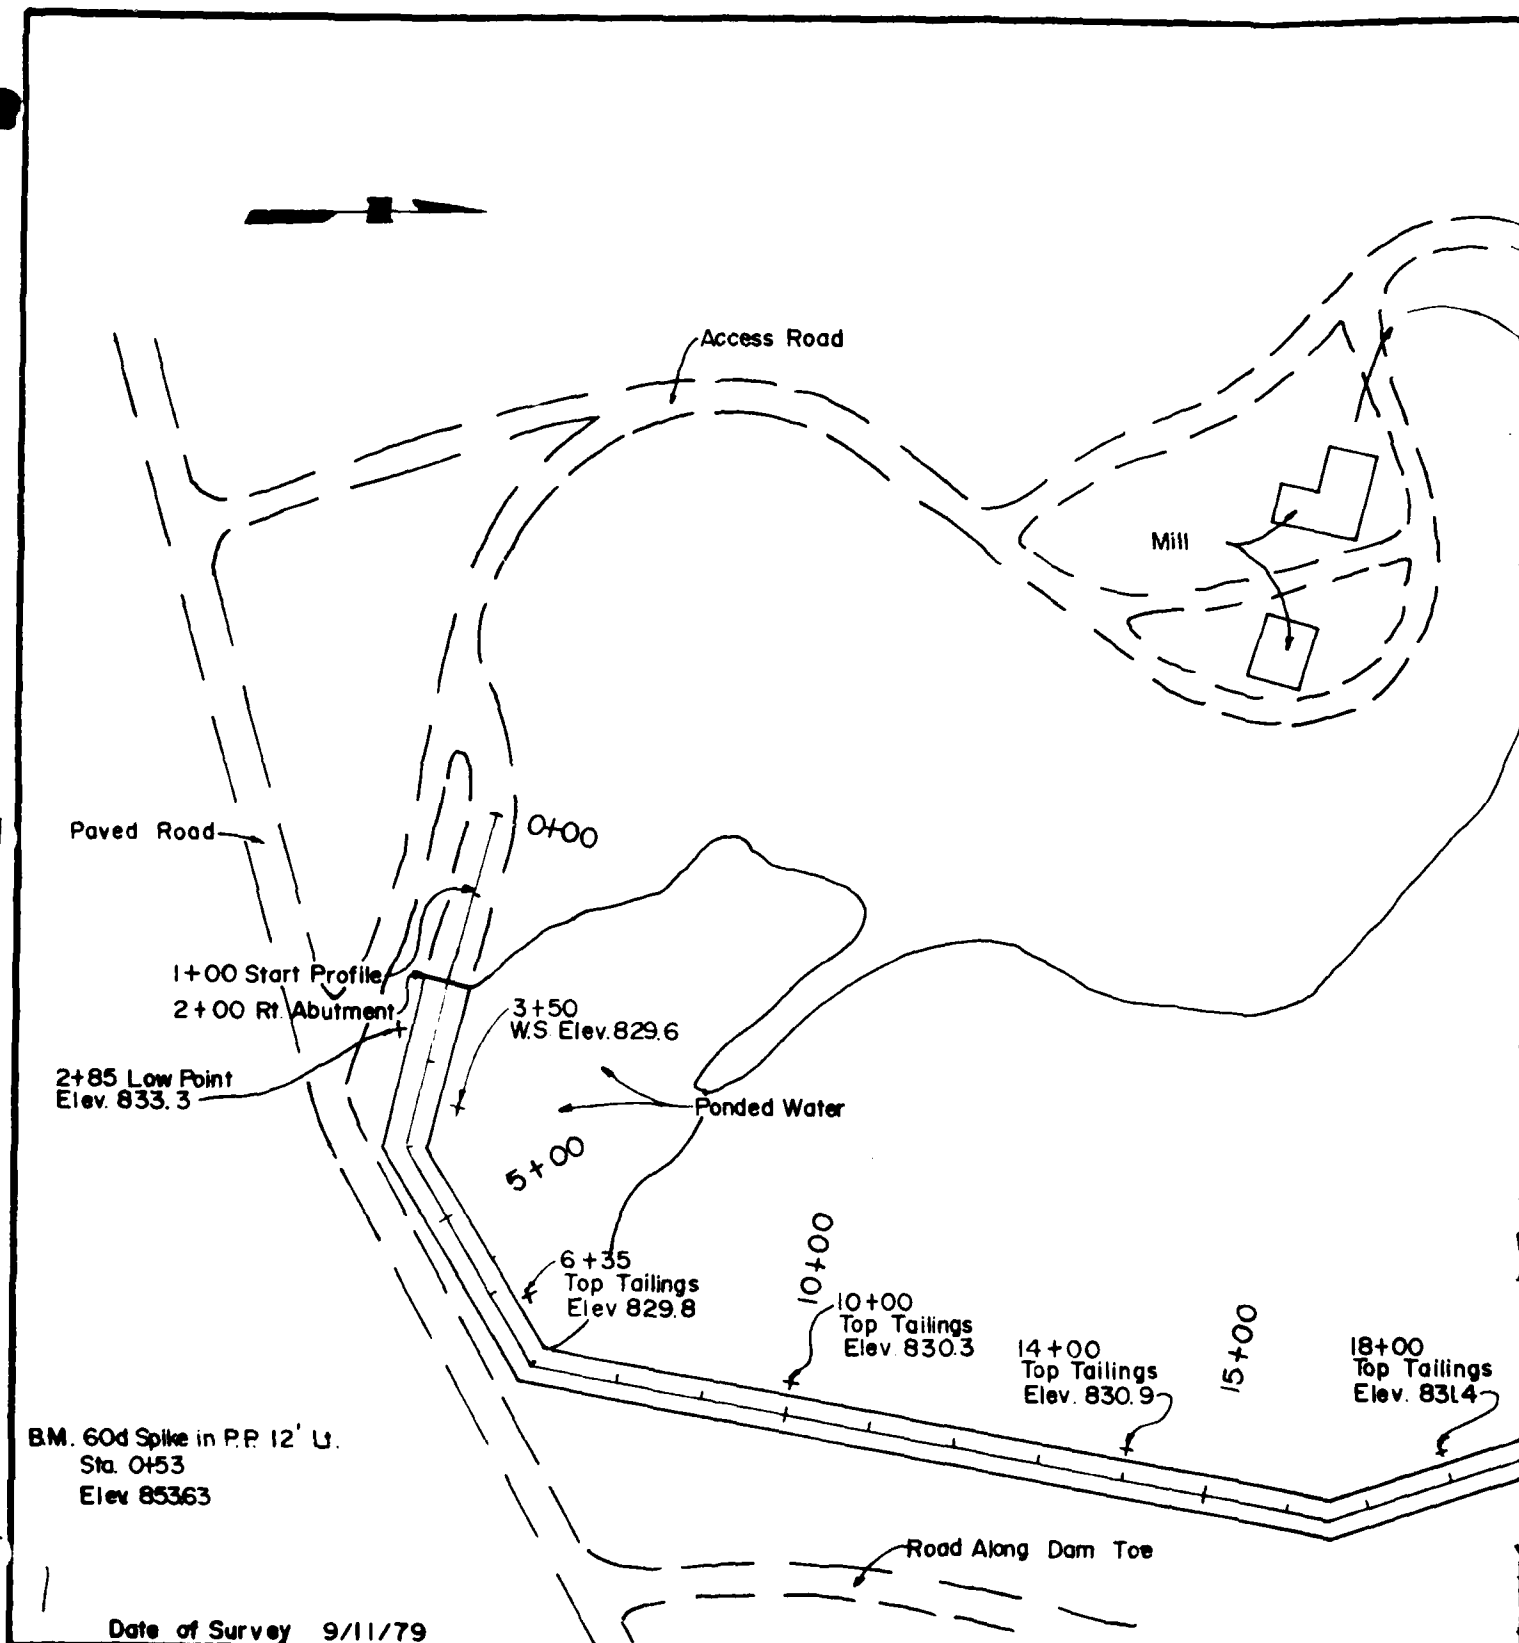 Access Road
Mill
0+00
Paved Road
1+00 Start Profile
2+00 Rt. Abutment
3+50
W.S. Elev. 829.6
2+85 Low Point
Elev. 833.3
Ponded Water
5+00
6+35
Top Tailings
Elev 829.8
10+00
10+00
Top Tailings
Elev. 830.3
14+00
Top Tailings
Elev. 830.9
15+00
18+00
Top Tailings
Elev. 831.4
B.M. 60d Spike in P.P. 12' Lt.
Sta. 0+53
Elev. 853.63
Road Along Dam Toe
Date of Survey 9/11/79